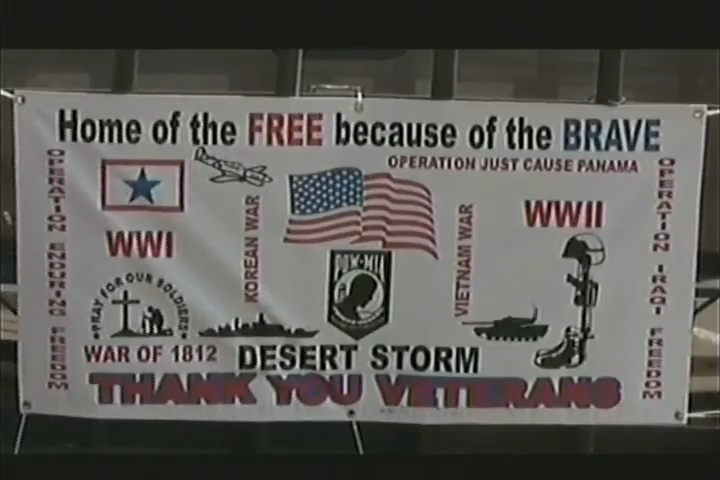 Home of the FREE because of the BRAVE
OPERATION JUST CAUSE PANAMA
OPERATION ENDURING FREEDOM
WWI
KOREAN WAR
POW★MIA
VIETNAM WAR
WWII
OPERATION IRAQI FREEDOM
PRAY FOR OUR SOLDIERS
WAR OF 1812
DESERT STORM
THANK YOU VETERANS